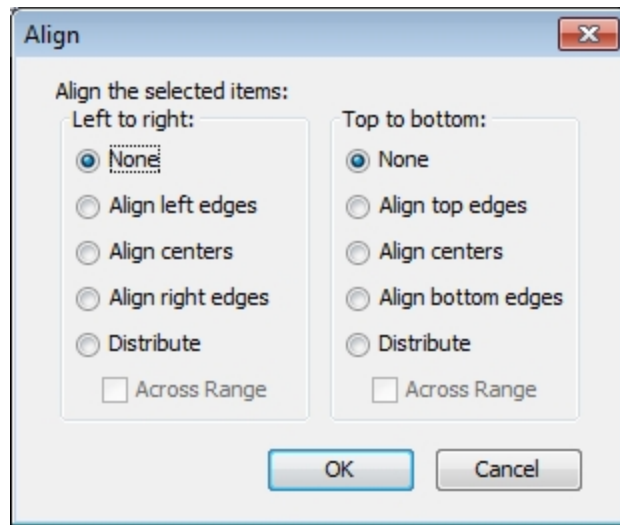 Align
Align the selected items:
Left to right:
None
Align left edges
Align centers
Align right edges
Distribute
Across Range
Top to bottom:
None
Align top edges
Align centers
Align bottom edges
Distribute
Across Range
OK
Cancel